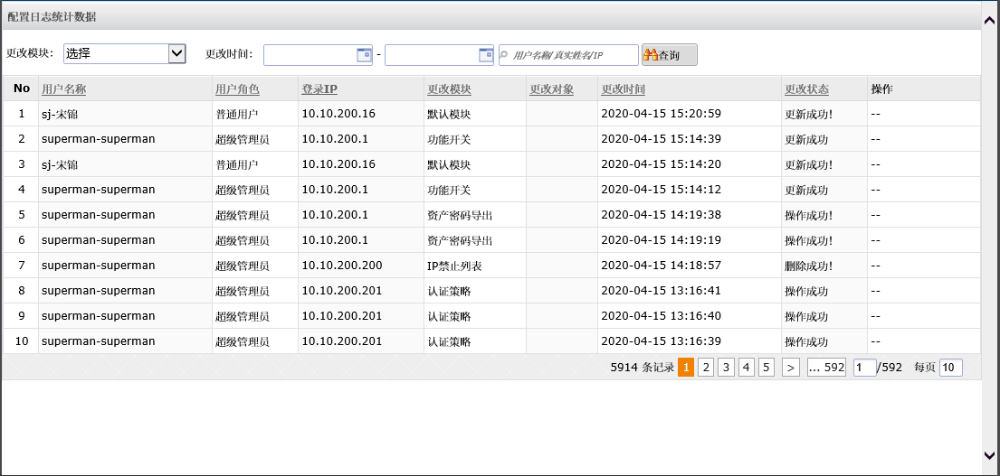 配置日志统计数据
更改模块： 选择 更改时间： - 用户名称/真实姓名/IP 查询
No 用户名称 用户角色 登录IP 更改模块 更改对象 更改时间 更改状态 操作
1 sj-宋锦 普通用户 10.10.200.16 默认模块 2020-04-15 15:20:59 更新成功！ --
2 superman-superman 超级管理员 10.10.200.1 功能开关 2020-04-15 15:14:39 更新成功 --
3 sj-宋锦 普通用户 10.10.200.16 默认模块 2020-04-15 15:14:20 更新成功！ --
4 superman-superman 超级管理员 10.10.200.1 功能开关 2020-04-15 15:14:12 更新成功 --
5 superman-superman 超级管理员 10.10.200.1 资产密码导出 2020-04-15 14:19:38 操作成功！ --
6 superman-superman 超级管理员 10.10.200.1 资产密码导出 2020-04-15 14:19:19 操作成功！ --
7 superman-superman 超级管理员 10.10.200.200 IP禁止列表 2020-04-15 14:18:57 删除成功！ --
8 superman-superman 超级管理员 10.10.200.201 认证策略 2020-04-15 13:16:41 操作成功 --
9 superman-superman 超级管理员 10.10.200.201 认证策略 2020-04-15 13:16:40 操作成功 --
10 superman-superman 超级管理员 10.10.200.201 认证策略 2020-04-15 13:16:39 操作成功 --
5914 条记录 1 2 3 4 5 > ... 592 1 /592 每页 10